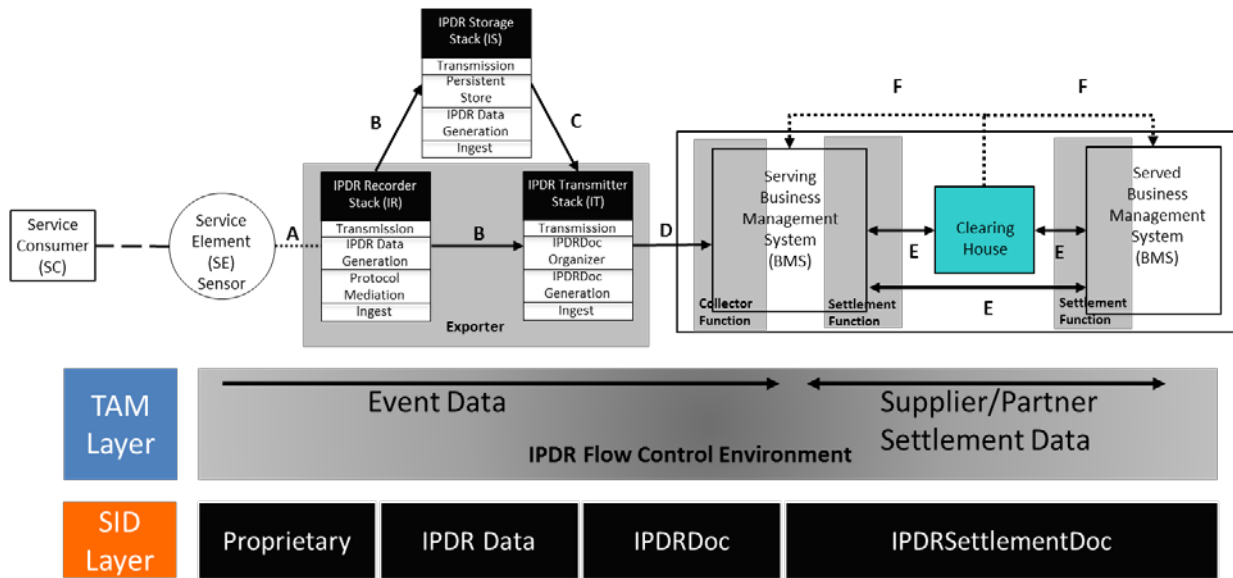 IPDR Storage
Stack (IS)
Transmission
Persistent
Store
IPDR Data
Generation
Ingest
B
C
F
F
Service
Consumer
(SC)
Service
Element
(SE)
Sensor
A
IPDR Recorder
Stack (IR)
Transmission
IPDR Data
Generation
Protocol
Mediation
Ingest
B
IPDR Transmitter
Stack (IT)
Transmission
IPDRDoc
Organizer
IPDRDoc
Generation
Ingest
Exporter
D
Serving
Business
Management
System
(BMS)
Collector
Function
Settlement
Function
E
Clearing
House
E
E
Served
Business
Management
System
(BMS)
Settlement
Function
TAM
Layer
Event Data
Supplier/Partner
Settlement Data
IPDR Flow Control Environment
SID
Layer
Proprietary
IPDR Data
IPDRDoc
IPDRSettlementDoc